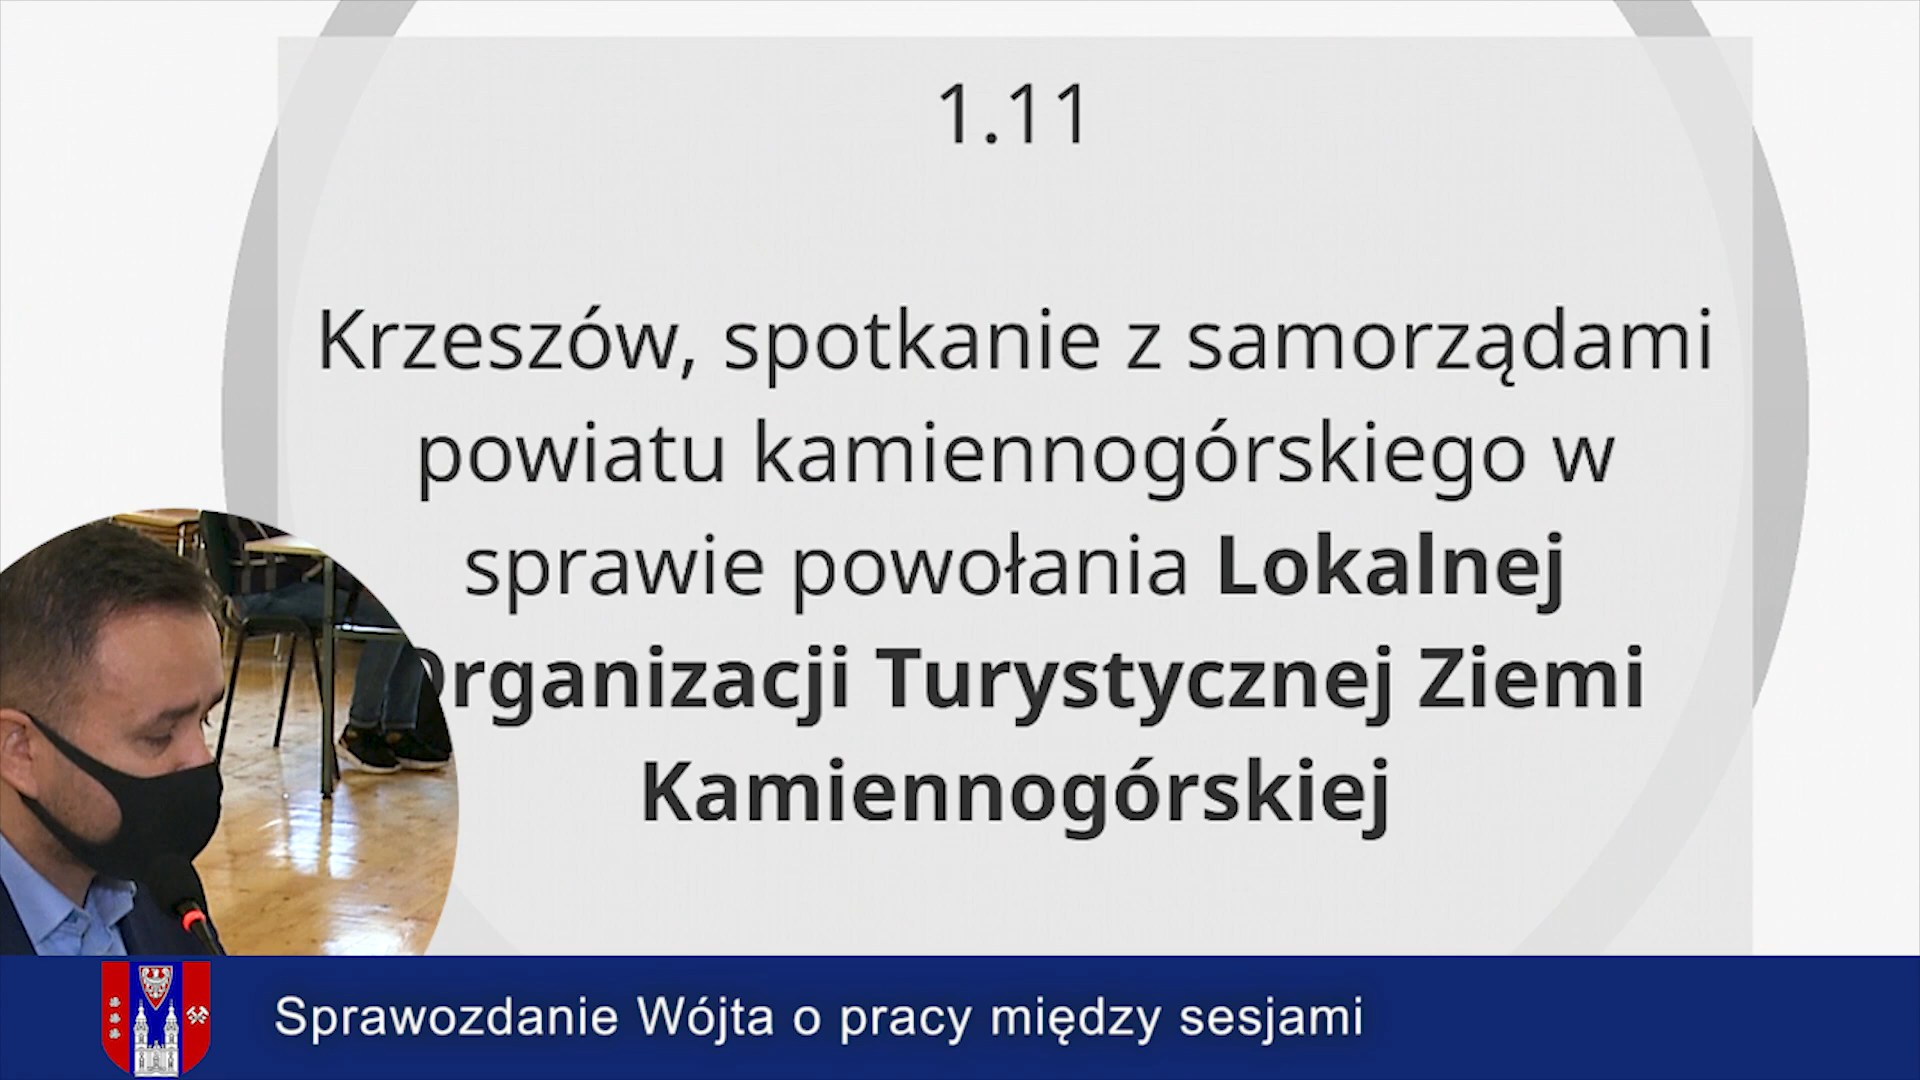 1.11
Krzeszów, spotkanie z samorządami
powiatu kamiennogórskiego w
sprawie powołania Lokalnej
Organizacji Turystycznej Ziemi
Kamiennogórskiej
Sprawozdanie Wójta o pracy między sesjami